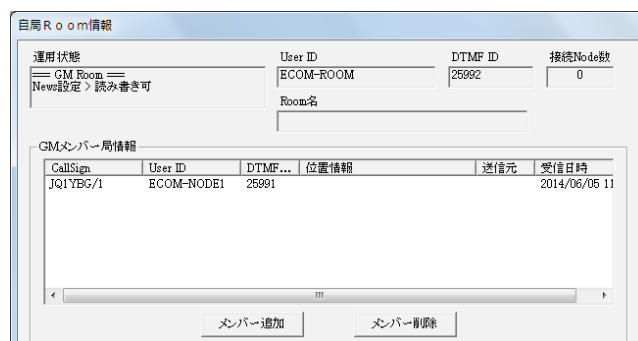 自局Ｒｏｏｍ情報
運用状態
User ID
DTMF ID
接続Node数
== GM Room ==
News設定 > 読み書き可
ECOM-ROOM
25992
0
Room名
GMメンバー局情報
CallSign User ID DTMF... 位置情報 送信元 受信日時
JQ1YBG/1 ECOM-NODE1 25991 2014/06/05 11
メンバー追加 メンバー削除